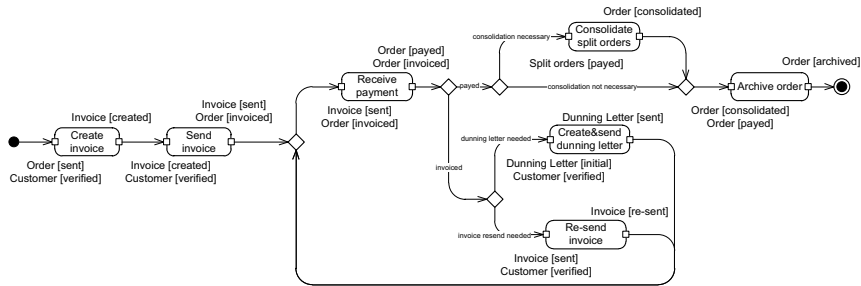 Order [consolidated]
consolidation necessary
Consolidate
split orders
Order [payed]
Order [invoiced]
Split orders [payed]
Order [archived]
Receive
payment
payed
consolidation not necessary
Archive order
Invoice [sent]
Order [invoiced]
Invoice [created]
Invoice [sent]
Order [invoiced]
Order [consolidated]
Order [payed]
Dunning Letter [sent]
Create
invoice
Send
invoice
dunning letter needed
Create&send
dunning letter
Order [sent]
Customer [verified]
Invoice [created]
Customer [verified]
invoiced
Dunning Letter [initial]
Customer [verified]
Invoice [re-sent]
invoice resend needed
Re-send
invoice
Invoice [sent]
Customer [verified]